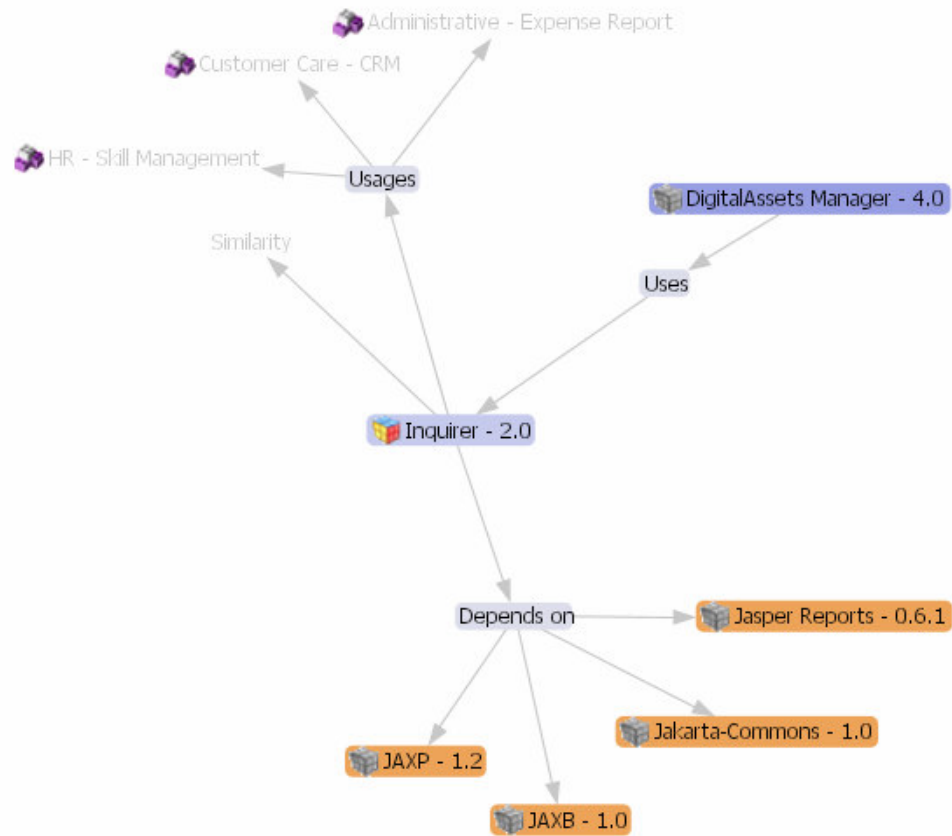 Administrative - Expense Report
Customer Care - CRM
HR - Skill Management
Usages
DigitalAssets Manager - 4.0
Similarity
Uses
Inquirer - 2.0
Depends on
Jasper Reports - 0.6.1
Jakarta-Commons - 1.0
JAXP - 1.2
JAXB - 1.0